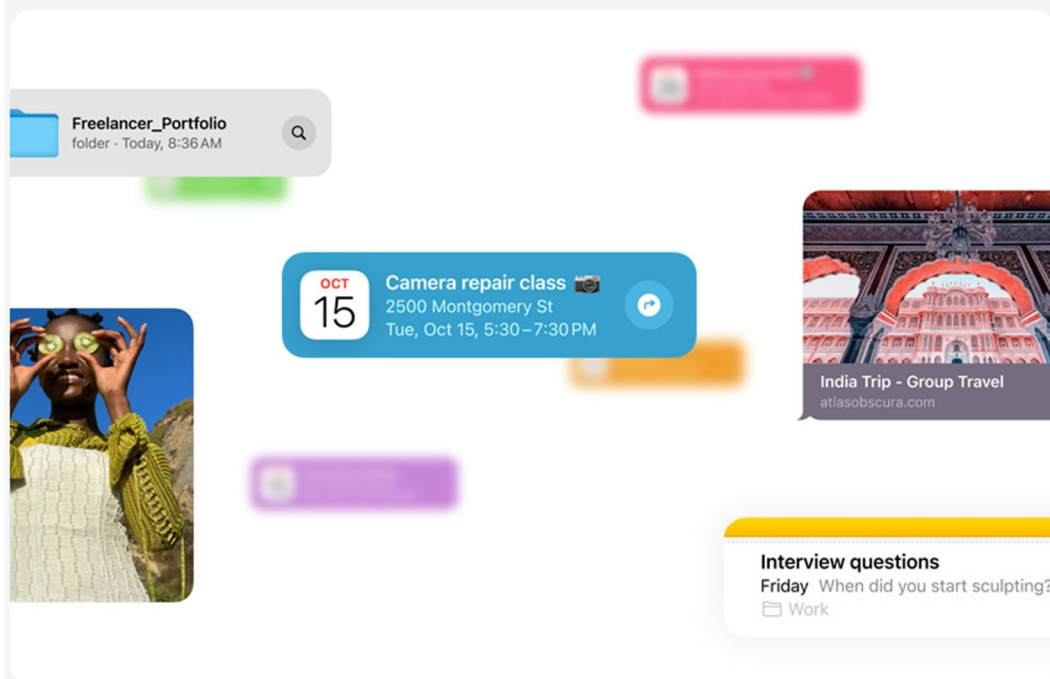 Freelancer_Portfolio
folder · Today, 8:36 AM
OCT
15
Camera repair class
2500 Montgomery St
Tue, Oct 15, 5:30–7:30 PM
India Trip - Group Travel
atlasobscura.com
Interview questions
Friday When did you start sculpting?
Work